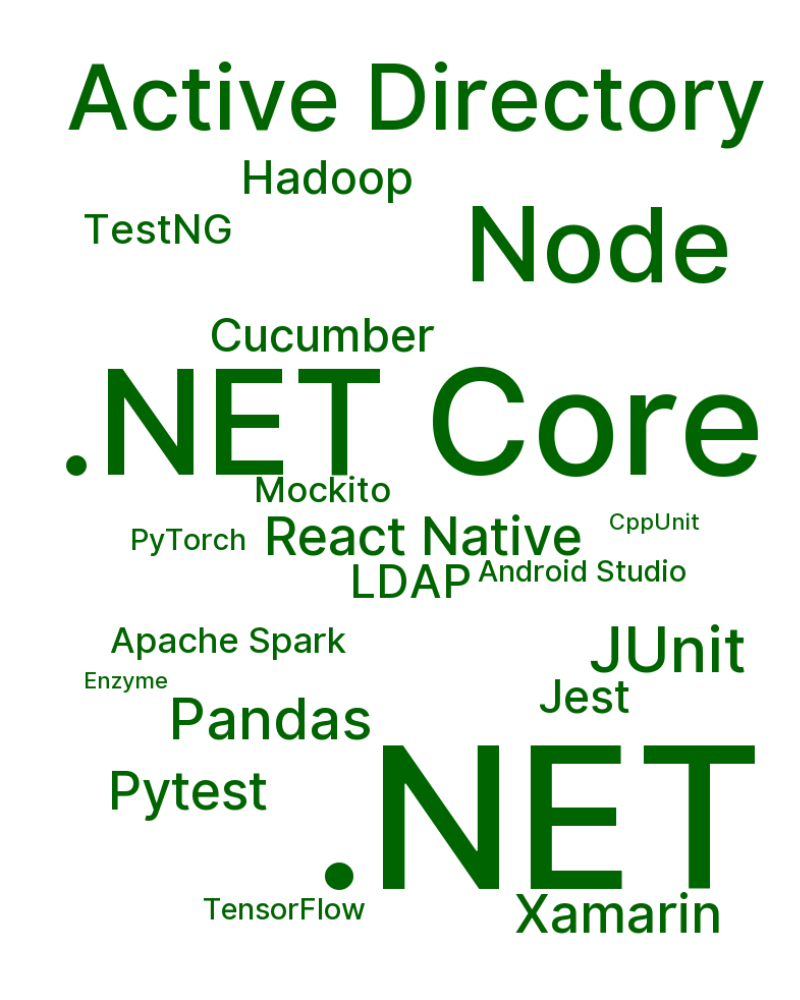 Active Directory
Hadoop
TestNG
Node
Cucumber
.NET Core
Mockito
CppUnit
PyTorch
React Native
LDAP
Android Studio
Apache Spark
JUnit
Enzyme
Jest
Pandas
Pytest
.NET
TensorFlow
Xamarin